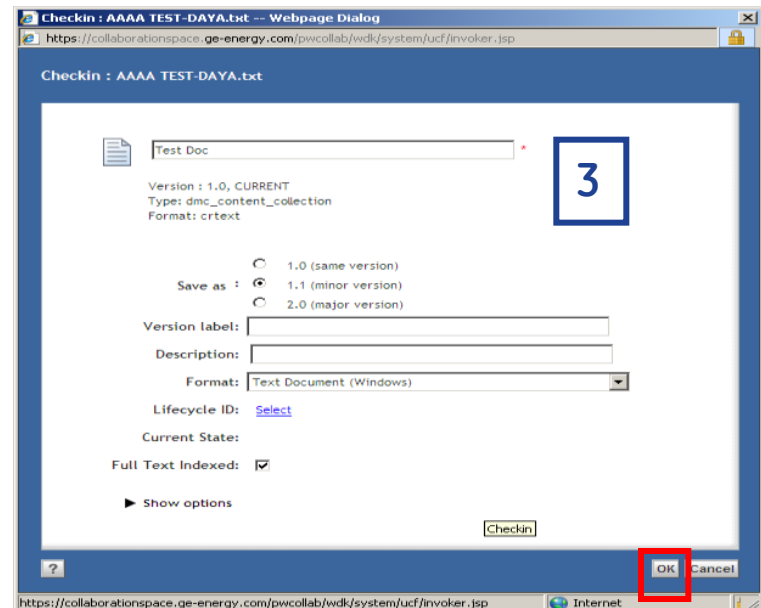 Checkin : AAAA TEST-DAYA.txt -- Webpage Dialog
https://collaborationspace.ge-energy.com/pwcollab/wdk/system/ucf/invoker.jsp
Checkin : AAAA TEST-DAYA.txt
Test Doc *
3
Version : 1.0, CURRENT
Type: dmc_content_collection
Format: crtext
1.0 (same version)
Save as : 1.1 (minor version)
2.0 (major version)
Version label:
Description:
Format: Text Document (Windows)
Lifecycle ID: Select
Current State:
Full Text Indexed:
Show options
Checkin
? OK Cancel
https://collaborationspace.ge-energy.com/pwcollab/wdk/system/ucf/invoker.jsp Internet